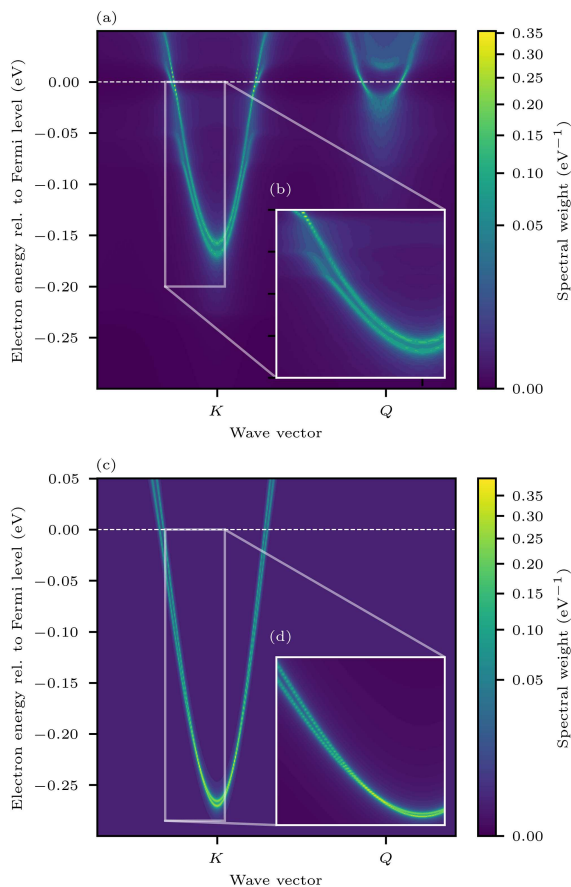 (a)
Electron energy rel. to Fermi level (eV)
0.00
−0.05
−0.10
−0.15
−0.20
−0.25
(b)
K
Q
Wave vector
0.35
0.30
0.25
0.20
0.15
0.10
0.05
0.00
Spectral weight (eV−1)
(c)
Electron energy rel. to Fermi level (eV)
0.05
0.00
−0.05
−0.10
−0.15
−0.20
−0.25
(d)
K
Q
Wave vector
0.35
0.30
0.25
0.20
0.15
0.10
0.05
0.00
Spectral weight (eV−1)